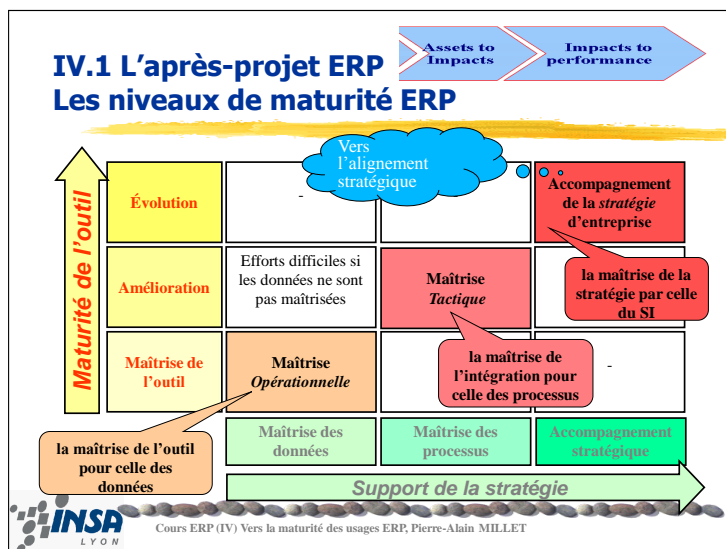 Assets to
Impacts
Impacts to
performance
IV.1 L'après-projet ERP
Les niveaux de maturité ERP
Vers
l'alignement
stratégique
Maturité de l'outil
Évolution
-
Accompagnement
de la stratégie
d'entreprise
Amélioration
Efforts difficiles si
les données ne sont
pas maîtrisées
Maîtrise
Tactique
la maîtrise de la
stratégie par celle
du SI
Maîtrise de
l'outil
Maîtrise
Opérationnelle
la maîtrise de
l'intégration pour
celle des processus
-
la maîtrise de l'outil
pour celle des
données
Maîtrise des
données
Maîtrise des
processus
Accompagnement
stratégique
Support de la stratégie
INSA
LYON
Cours ERP (IV) Vers la maturité des usages ERP, Pierre-Alain MILLET